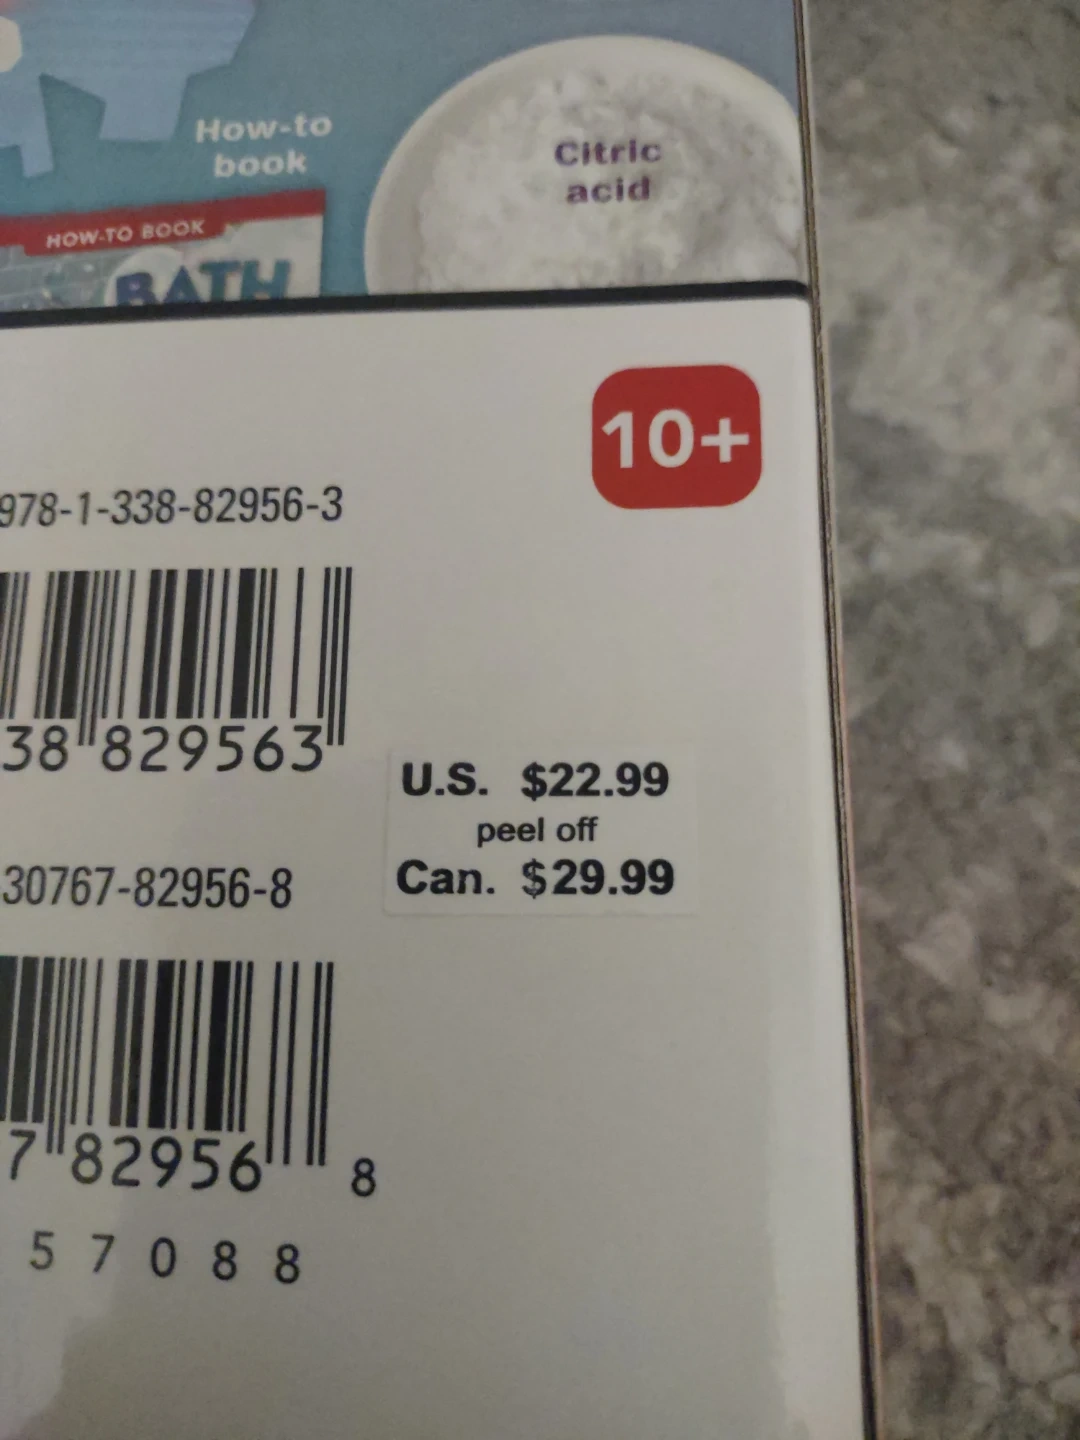 How-to
book
Citric
acid
HOW-TO BOOK
BATH
10+
978-1-338-82956-3
38 829563
U.S. $22.99
peel off
Can. $29.99
30767-82956-8
7 82956 8
5 7 0 8 8